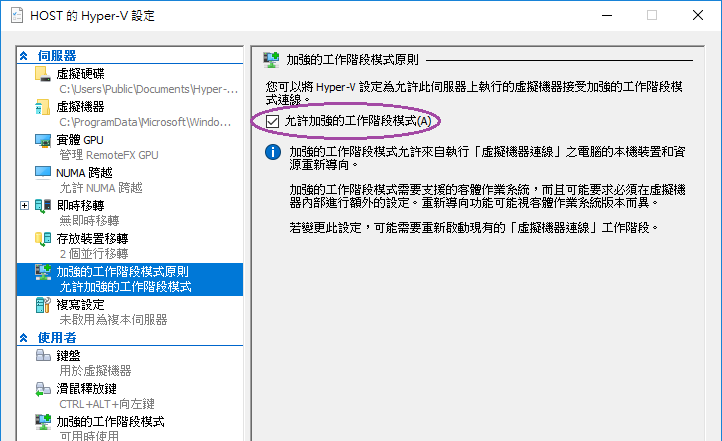 HOST 的 Hyper-V 設定
伺服器
虛擬硬碟
C:\Users\Public\Documents\Hyper-...
虛擬機器
C:\ProgramData\Microsoft\Windo...
實體 GPU
管理 RemoteFX GPU
NUMA 跨越
允許 NUMA 跨越
即時移轉
無即時移轉
存放裝置移轉
2 個並行移轉
加強的工作階段模式原則
允許加強的工作階段模式
複寫設定
未啟用為複本伺服器
使用者
鍵盤
用於虛擬機器
滑鼠釋放鍵
CTRL+ALT+向左鍵
加強的工作階段模式
可用時使用
加強的工作階段模式原則
您可以將 Hyper-V 設定為允許此伺服器上執行的虛擬機器接受加強的工作階段模
式連線。
允許加強的工作階段模式(A)
加強的工作階段模式允許來自執行「虛擬機器連線」之電腦的本機裝置和資
源重新導向。
加強的工作階段模式需要支援的客體作業系統，而且可能要求必須在虛擬機
器內部進行額外的設定。重新導向功能可能視客體作業系統版本而異。
若變更此設定，可能需要重新啟動現有的「虛擬機器連線」工作階段。